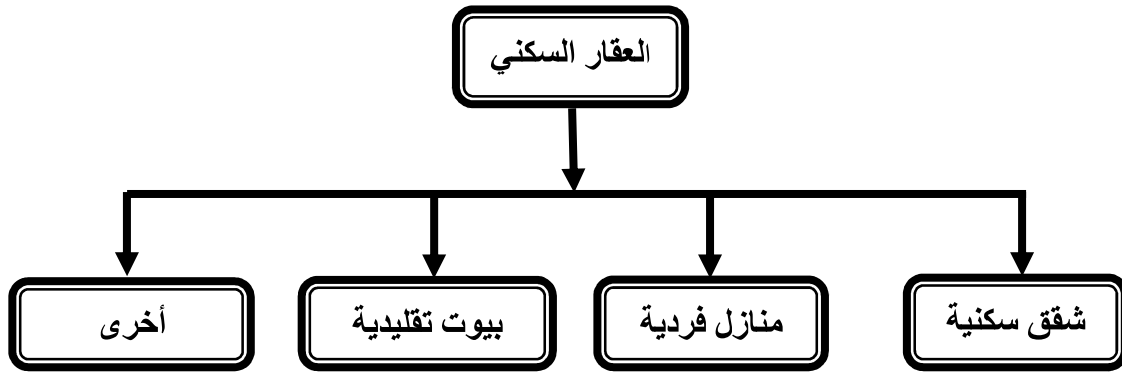 العقار السكني
شقق سكنية
منازل فردية
بيوت تقليدية
أخرى